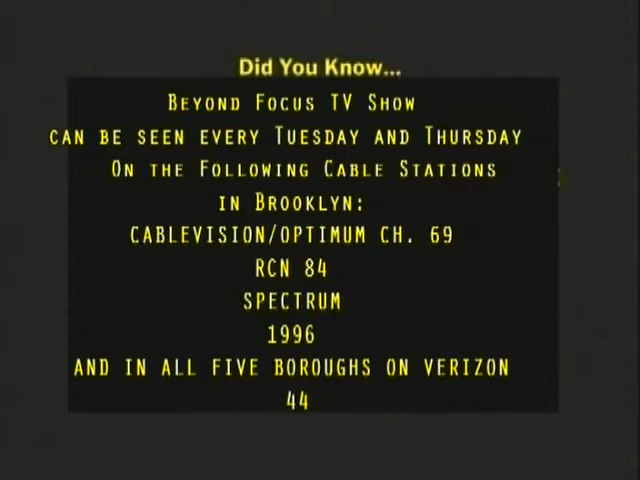 Did You Know...
Beyond Focus TV Show
can be seen every Tuesday and Thursday
On the Following Cable Stations
in Brooklyn:
CABLEVISION/OPTIMUM CH. 69
RCN 84
SPECTRUM
1996
AND IN ALL FIVE BOROUGHS ON VERIZON
44